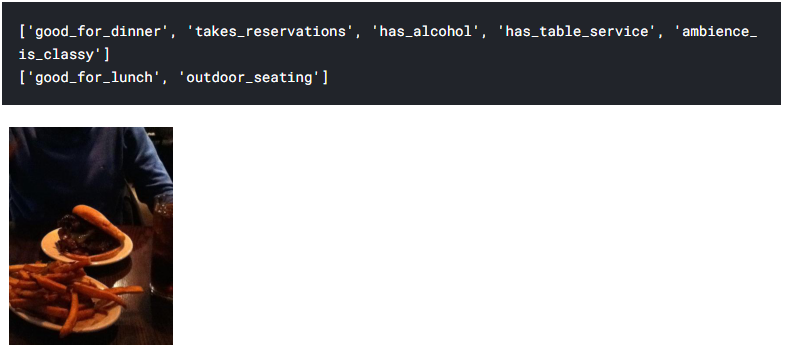 ['good_for_dinner', 'takes_reservations', 'has_alcohol', 'has_table_service', 'ambience_
is_classy']
['good_for_lunch', 'outdoor_seating']